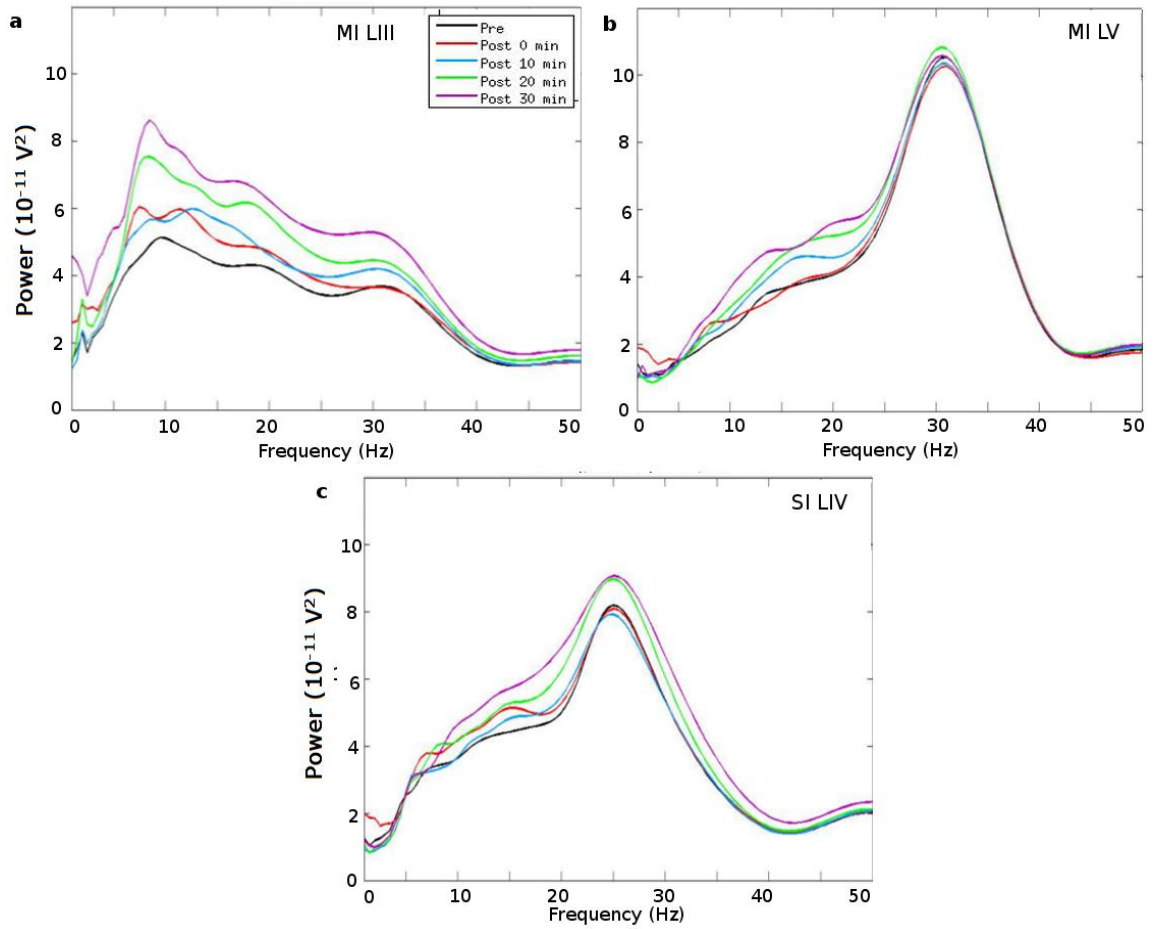 a
MI LIII
Pre
Post 0 min
Post 10 min
Post 20 min
Post 30 min
Power (10⁻¹¹ V²)
10
8
6
4
2
0
0 10 20 30 40 50
Frequency (Hz)
b
MI LV
10
8
6
4
2
0
10 20 30 40 50
Frequency (Hz)
c
SI LIV
Power (10⁻¹¹ V²)
10
8
6
4
2
0
0 10 20 30 40 50
Frequency (Hz)